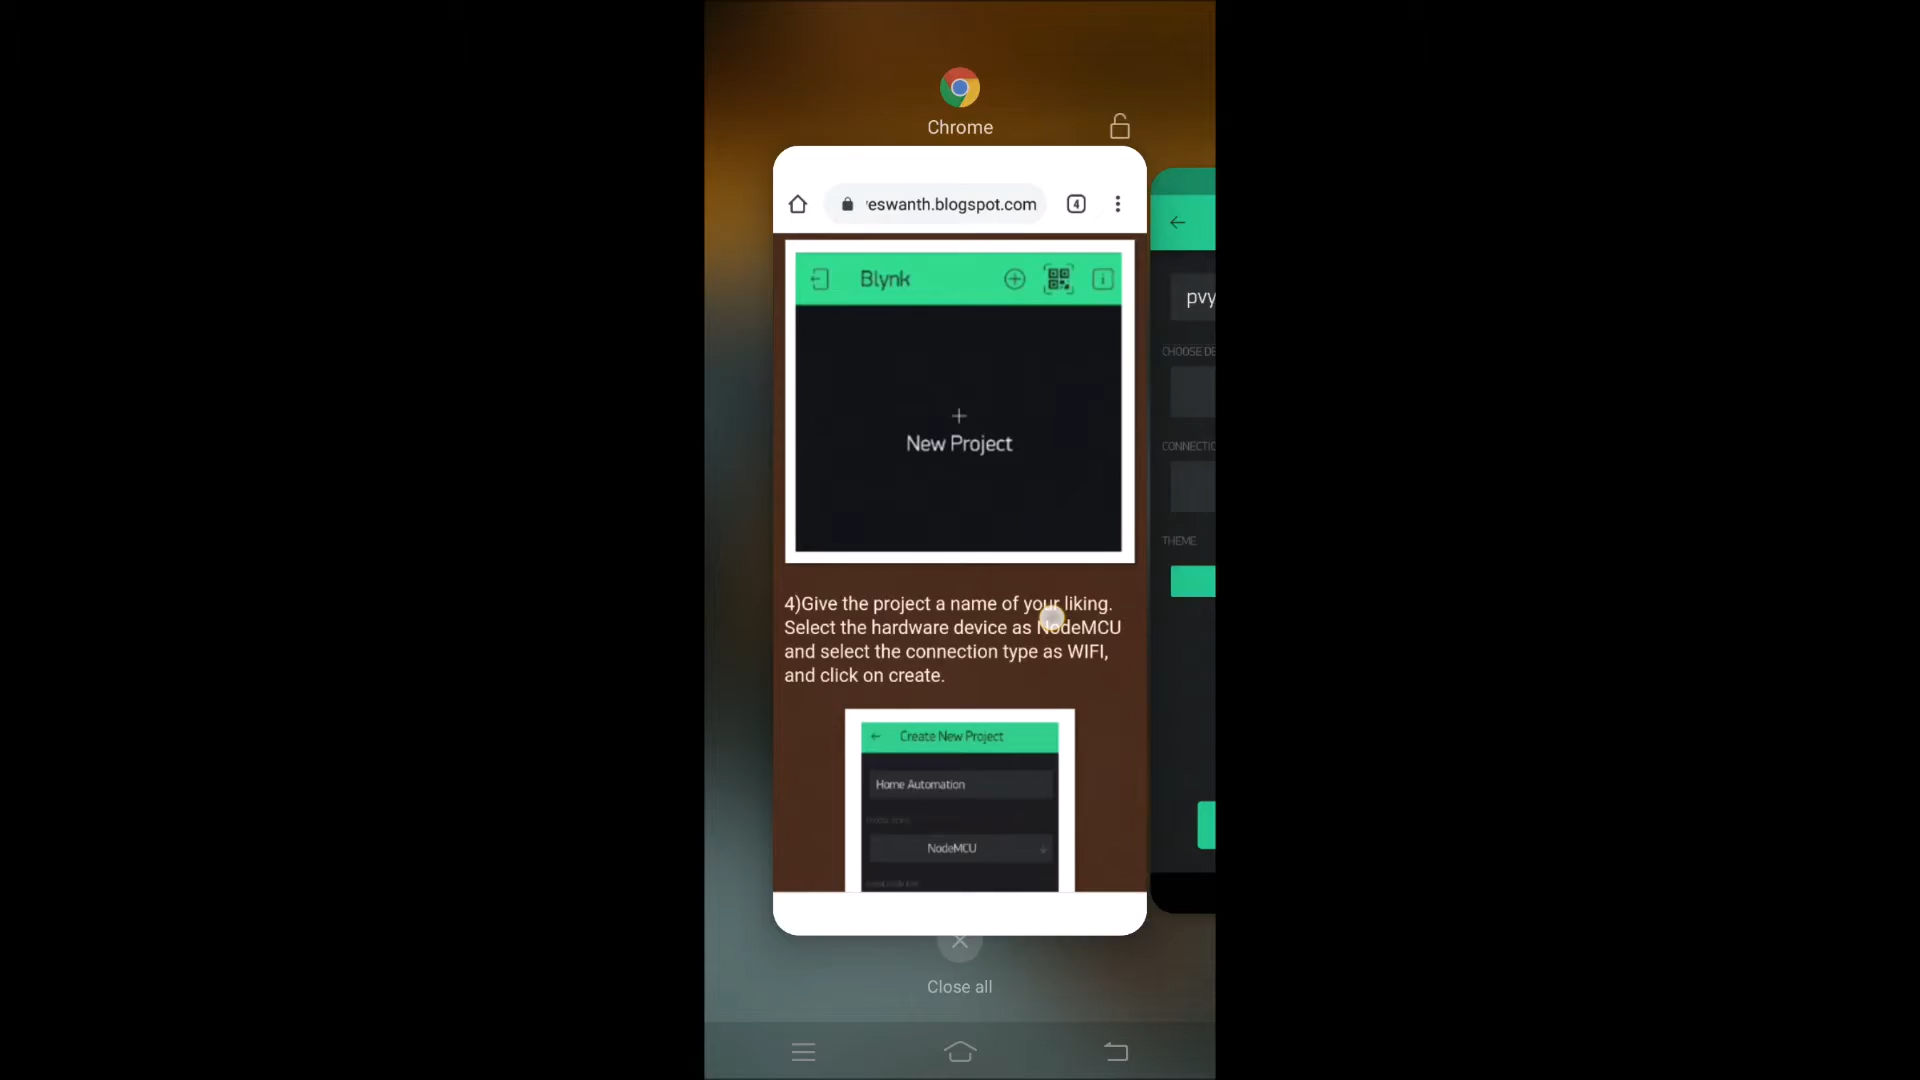 Chrome
eswanth.blogspot.com
4
Blynk
New Project
4)Give the project a name of your liking.
Select the hardware device as NodeMCU
and select the connection type as WIFI,
and click on create.
Create New Project
Home Automation
NodeMCU
pvy
CHOOSE DE
CONNECTIO
THEME
Close all